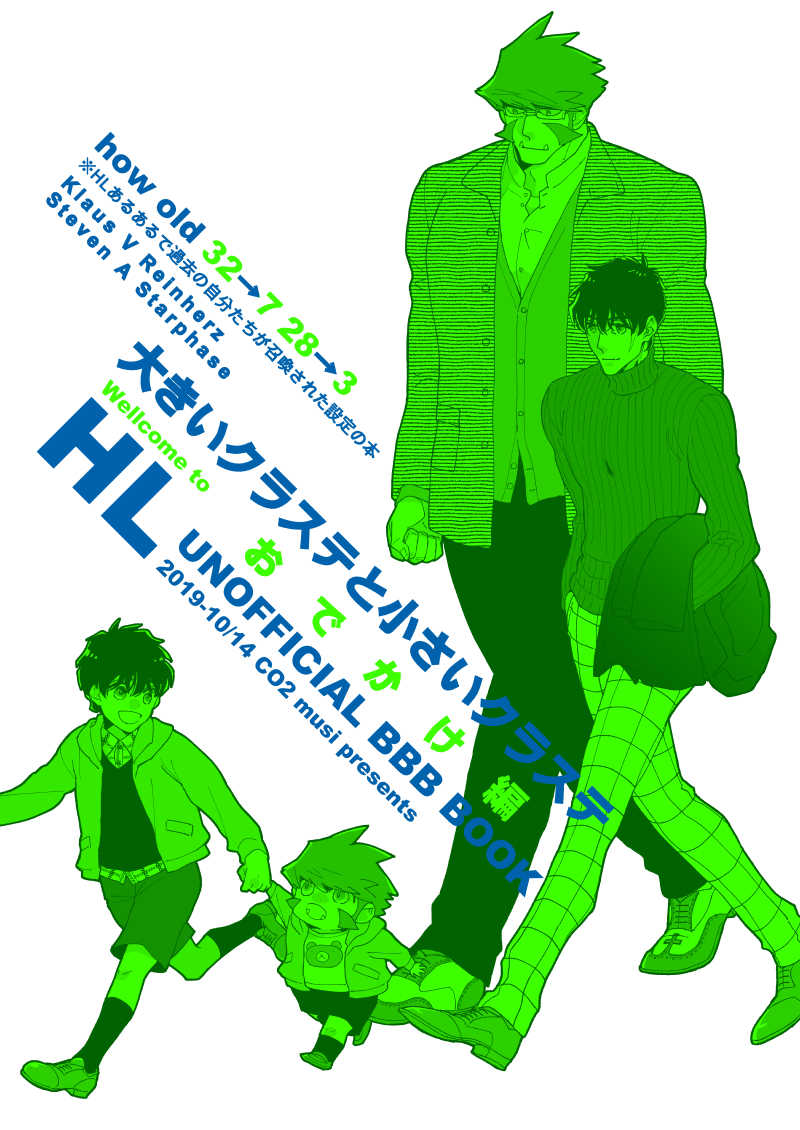 how old 32→7 28→3
※HLあるあるで過去の自分たちが召喚された設定の本
Klaus V Reinherz
Steven A Starphase
大きいクラステと小さいクラステ
Wellcome to
おでかけ編
HL
UNOFFICIAL BBB BOOK
2019-10/14 CO2 musi presents